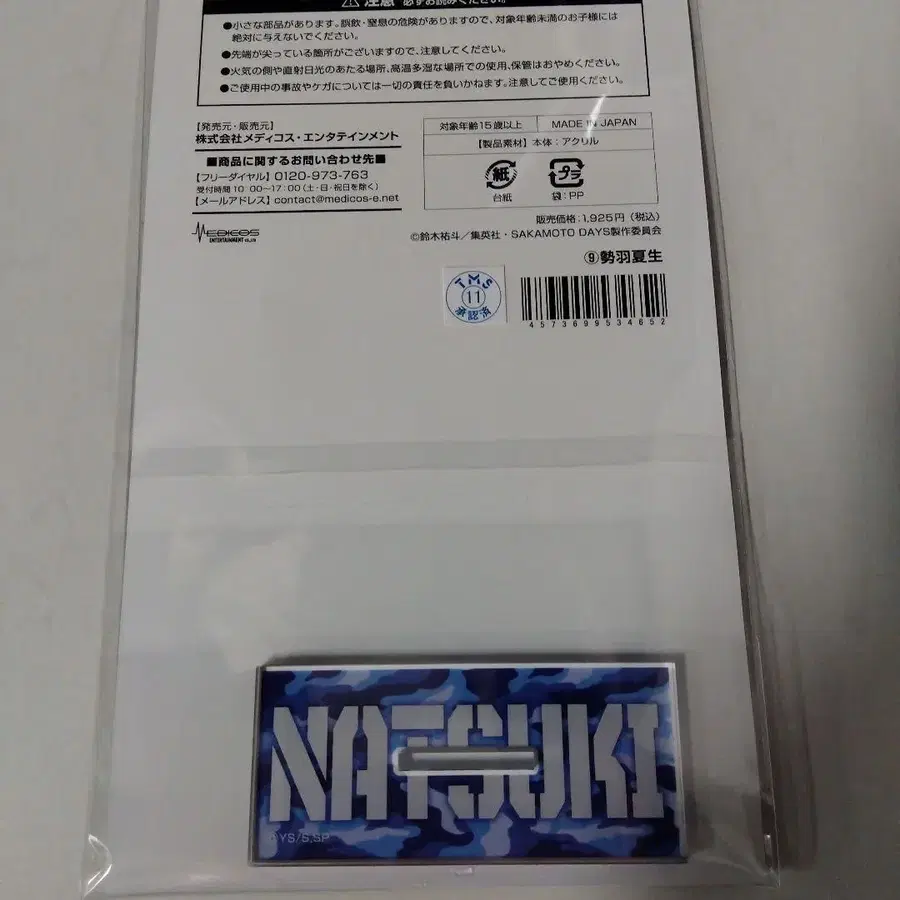 ⚠注意 必ずお読みください。
●小さな部品があります。誤飲・窒息の危険がありますので、対象年齢未満のお子様には
絶対に与えないでください。
●先端が尖っている箇所がございますので、注意してください。
●火気の側や直射日光のあたる場所、高温多湿な場所での使用、保管はおやめください。
●ご使用中の事故やケガについては一切の責任を負いかねます。注意してご使用ください。
【発売元・販売元】
株式会社メディコス・エンタテインメント
■商品に関するお問い合わせ先■
【フリーダイヤル】0120-973-763
受付時間 10:00〜17:00(土・日・祝日を除く)
【メールアドレス】contact@medicos-e.net
MEDICOS
ENTERTAINMENT CO.,LTD
対象年齢15歳以上
MADE IN JAPAN
【製品素材】本体:アクリル
紙
台紙
プラ
袋:PP
販売価格:1,925円(税込)
©鈴木祐斗/集英社・SAKAMOTO DAYS製作委員会
⑨勢羽夏生
TMS
11
承認済
4573699534652
NATSUKI
©YS/S,SP